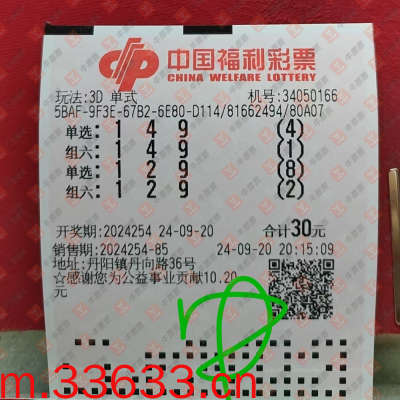 中国福利彩票
CHINA WELFARE LOTTERY
玩法:3D 单式 机号:34050166
5BAF-9F3E-67B2-6E80-D114/81662494/80A07
单选: 1 4 9 (4)
组六: 1 4 9 (1)
单选: 1 2 9 (8)
组六: 1 2 9 (2)
开奖期:2024254 24-09-20 合计30元
销售期:2024254-85 24-09-20 20:15:09
地址:丹阳镇丹向路36号
☆感谢您为公益事业贡献10.20
元
m.33633.cn